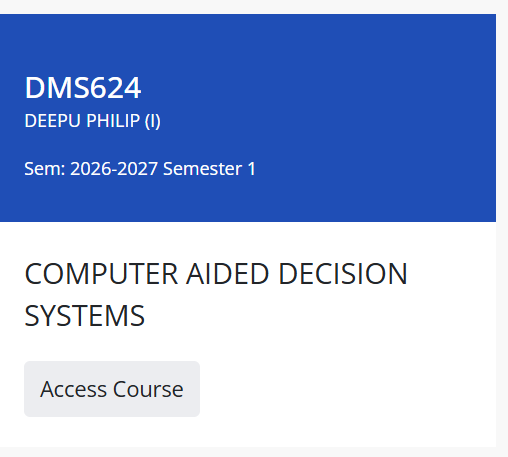 DMS624
DEEPU PHILIP (I)
Sem: 2026-2027 Semester 1
COMPUTER AIDED DECISION
SYSTEMS
Access Course